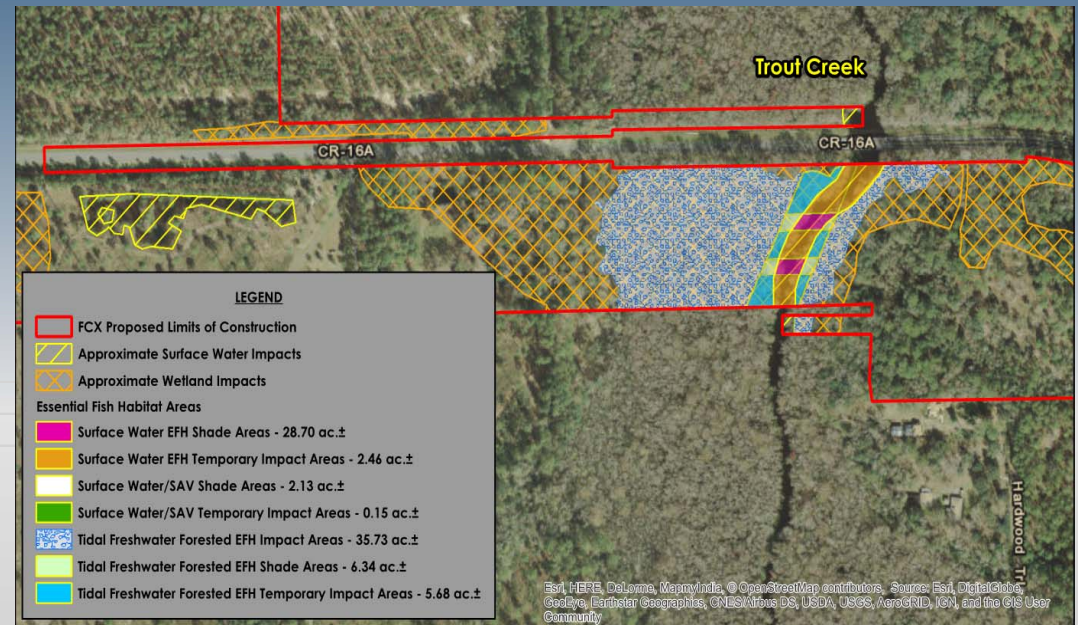 Trout Creek
CR-16A
CR-16A
LEGEND
FCX Proposed Limits of Construction
Approximate Surface Water Impacts
Approximate Wetland Impacts
Essential Fish Habitat Areas
Surface Water EFH Shade Areas - 28.70 ac.±
Surface Water EFH Temporary Impact Areas - 2.46 ac.±
Surface Water/SAV Shade Areas - 2.13 ac.±
Surface Water/SAV Temporary Impact Areas - 0.15 ac.±
Tidal Freshwater Forested EFH Impact Areas - 35.73 ac.±
Tidal Freshwater Forested EFH Shade Areas - 6.34 ac.±
Tidal Freshwater Forested EFH Temporary Impact Areas - 5.68 ac.±
Hardwood
Esri, HERE, DeLorme, MapmyIndia, © OpenStreetMap contributors, Source: Esri, DigitalGlobe,
GeoEye, Earthstar Geographics, CNES/Airbus DS, USDA, USGS, AeroGRID, IGN, and the GIS User
Community